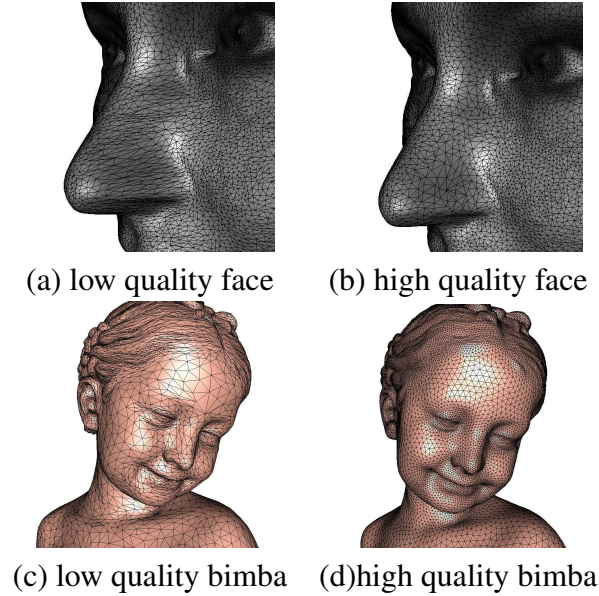 (a) low quality face
(b) high quality face
(c) low quality bimba
(d)high quality bimba